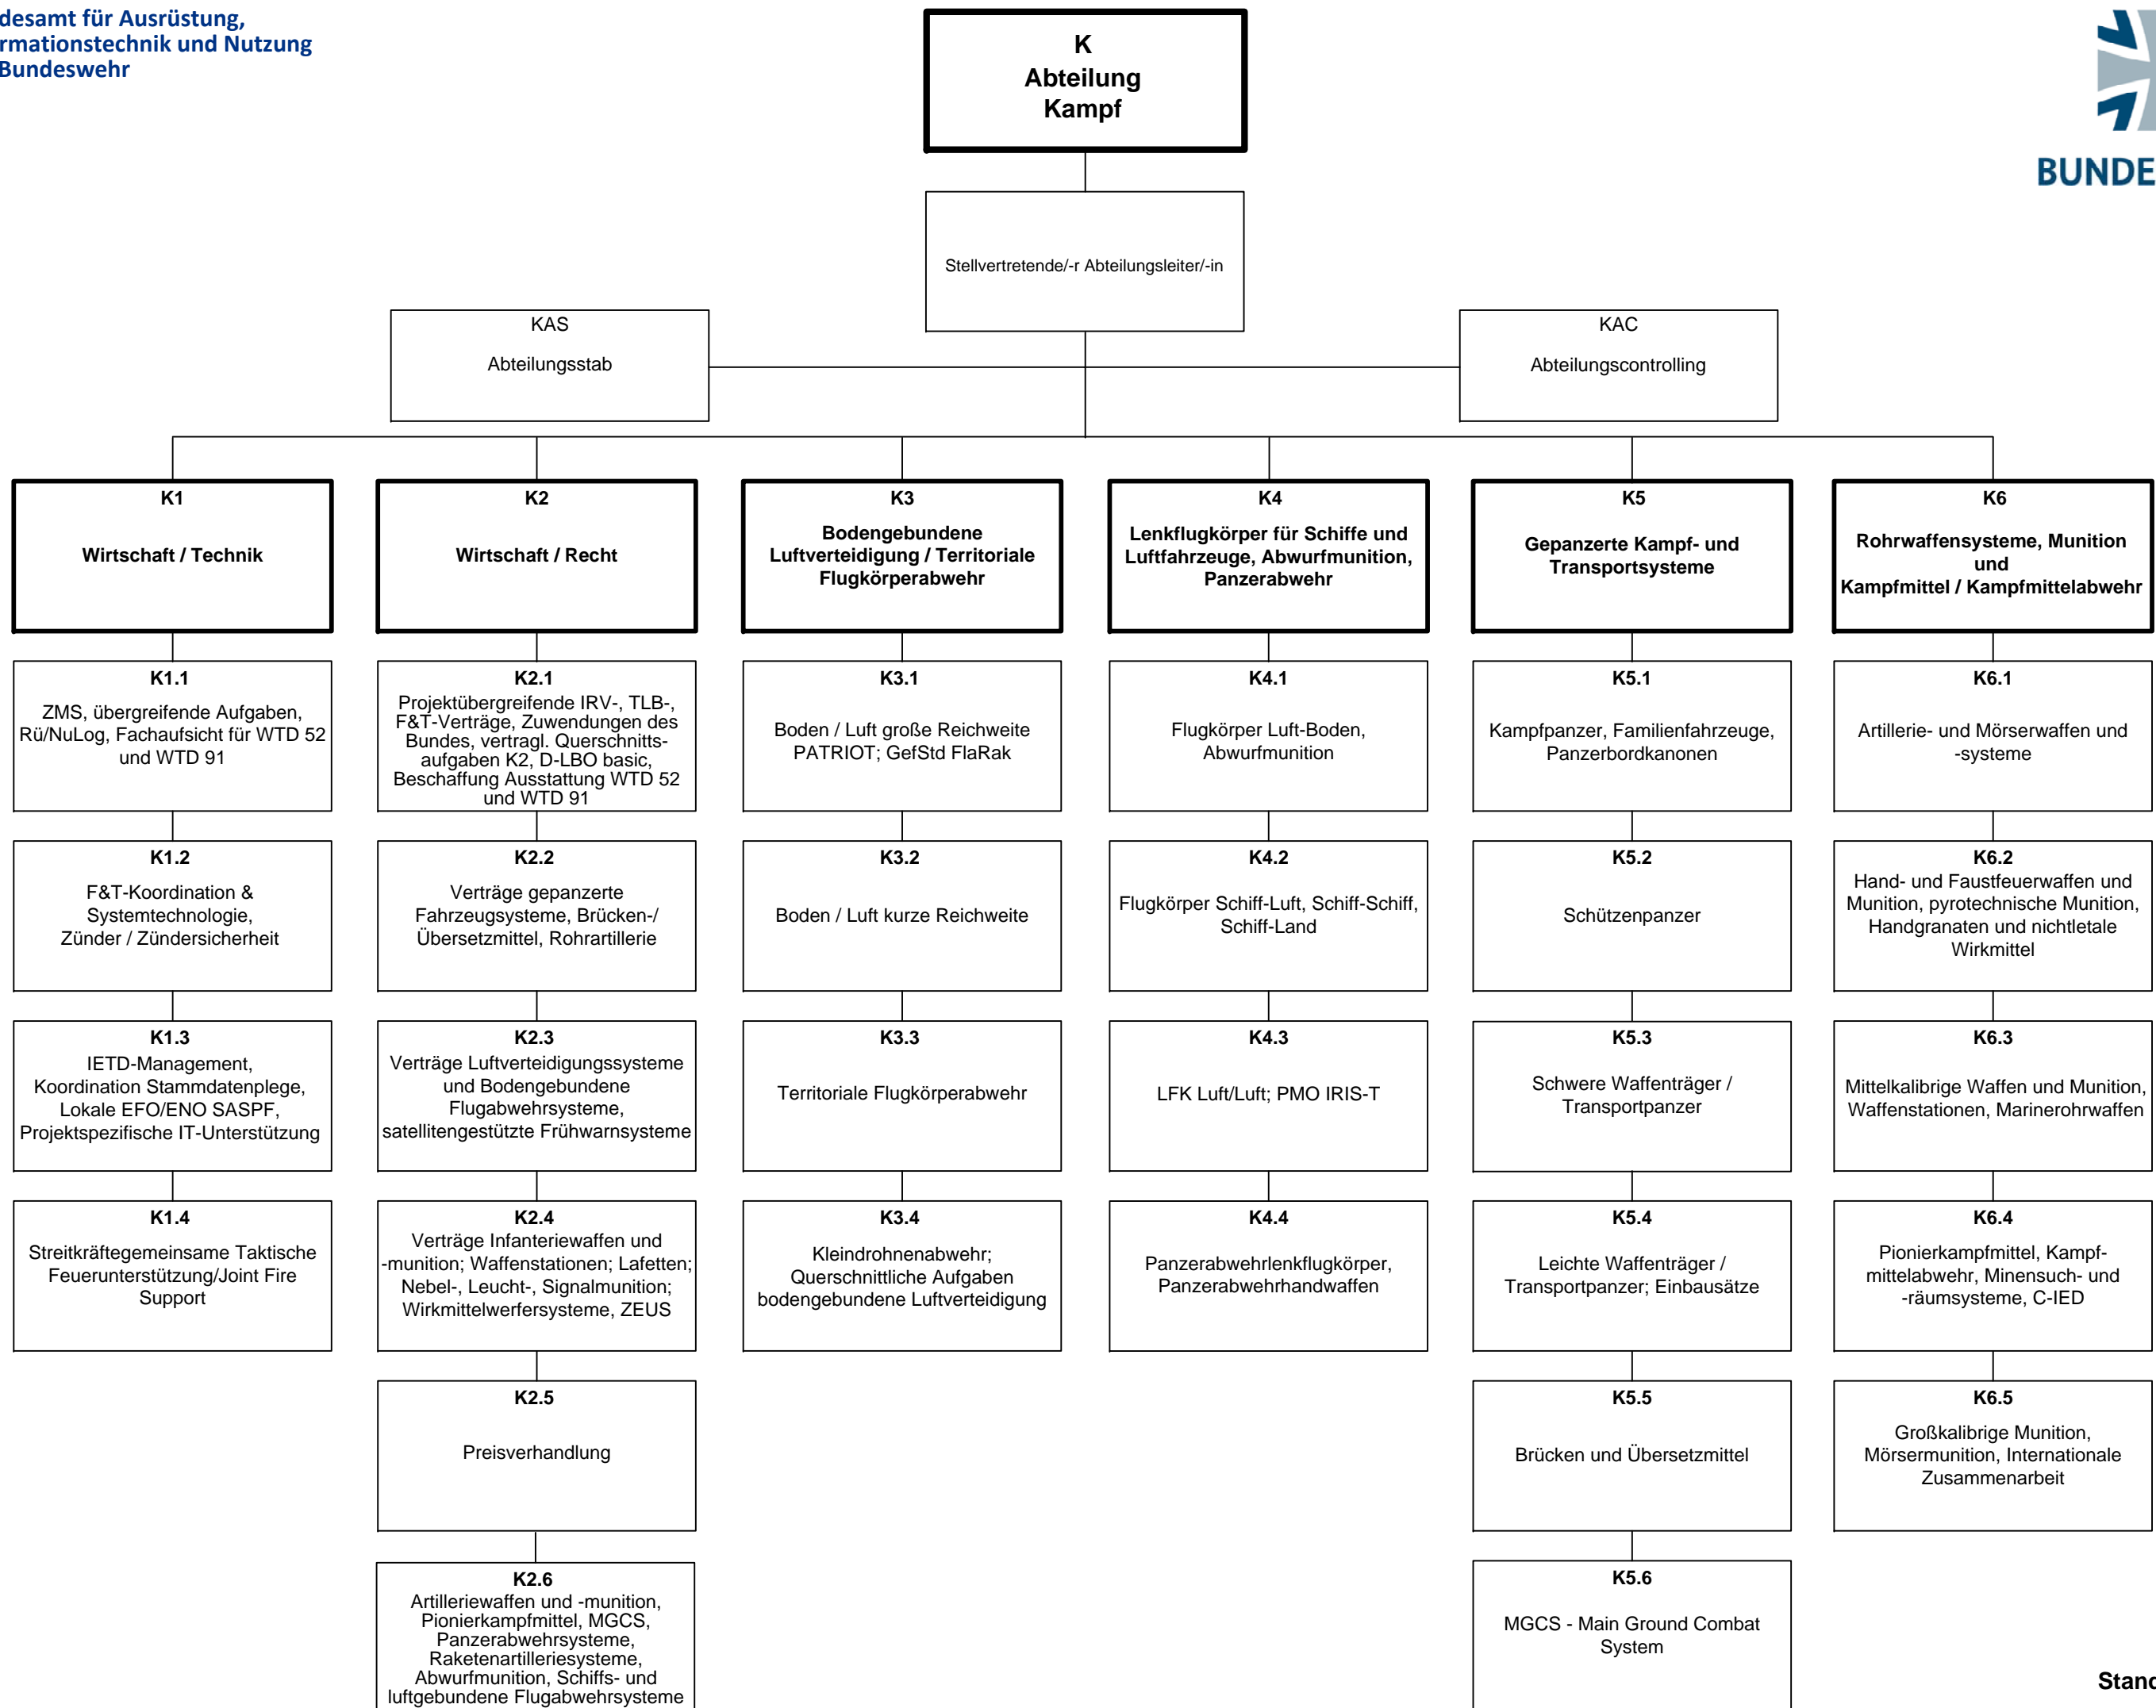 desamt für Ausrüstung,
rmationstechnik und Nutzung
Bundeswehr
K
Abteilung
Kampf
BUNDE
Stellvertretende/-r Abteilungsleiter/-in
KAS
Abteilungsstab
KAC
Abteilungscontrolling
K1
Wirtschaft / Technik
K2
Wirtschaft / Recht
K3
Bodengebundene
Luftverteidigung / Territoriale
Flugkörperabwehr
K4
Lenkflugkörper für Schiffe und
Luftfahrzeuge, Abwurfmunition,
Panzerabwehr
K5
Gepanzerte Kampf- und
Transportsysteme
K6
Rohrwaffensysteme, Munition
und
Kampfmittel / Kampfmittelabwehr
K1.1
ZMS, übergreifende Aufgaben,
Rü/NuLog, Fachaufsicht für WTD 52
und WTD 91
K2.1
Projektübergreifende IRV-, TLB-,
F&T-Verträge, Zuwendungen des
Bundes, vertragl. Querschnitts-
aufgaben K2, D-LBO basic,
Beschaffung Ausstattung WTD 52
und WTD 91
K3.1
Boden / Luft große Reichweite
PATRIOT; GefStd FlaRak
K4.1
Flugkörper Luft-Boden,
Abwurfmunition
K5.1
Kampfpanzer, Familienfahrzeuge,
Panzerbordkanonen
K6.1
Artillerie- und Mörserwaffen und
-systeme
K1.2
F&T-Koordination &
Systemtechnologie,
Zünder / Zündersicherheit
K2.2
Verträge gepanzerte
Fahrzeugsysteme, Brücken-/
Übersetzmittel, Rohrartillerie
K3.2
Boden / Luft kurze Reichweite
K4.2
Flugkörper Schiff-Luft, Schiff-Schiff,
Schiff-Land
K5.2
Schützenpanzer
K6.2
Hand- und Faustfeuerwaffen und
Munition, pyrotechnische Munition,
Handgranaten und nichtletale
Wirkmittel
K1.3
IETD-Management,
Koordination Stammdatenplege,
Lokale EFO/ENO SASPF,
Projektspezifische IT-Unterstützung
K2.3
Verträge Luftverteidigungssysteme
und Bodengebundene
Flugabwehrsysteme,
satellitengestützte Frühwarnsysteme
K3.3
Territoriale Flugkörperabwehr
K4.3
LFK Luft/Luft; PMO IRIS-T
K5.3
Schwere Waffenträger /
Transportpanzer
K6.3
Mittelkalibrige Waffen und Munition,
Waffenstationen, Marinerohrwaffen
K1.4
Streitkräftegemeinsame Taktische
Feuerunterstützung/Joint Fire
Support
K2.4
Verträge Infanteriewaffen und
-munition; Waffenstationen; Lafetten;
Nebel-, Leucht-, Signalmunition;
Wirkmittelwerfersysteme, ZEUS
K3.4
Kleindrohnenabwehr;
Querschnittliche Aufgaben
bodengebundene Luftverteidigung
K4.4
Panzerabwehrlenkflugkörper,
Panzerabwehrhandwaffen
K5.4
Leichte Waffenträger /
Transportpanzer; Einbausätze
K6.4
Pionierkampfmittel, Kampf-
mittelabwehr, Minensuch- und
-räumsysteme, C-IED
K2.5
Preisverhandlung
K5.5
Brücken und Übersetzmittel
K6.5
Großkalibrige Munition,
Mörsermunition, Internationale
Zusammenarbeit
K2.6
Artilleriewaffen und -munition,
Pionierkampfmittel, MGCS,
Panzerabwehrsysteme,
Raketenartilleriesysteme,
Abwurfmunition, Schiffs- und
luftgebundene Flugabwehrsysteme
K5.6
MGCS - Main Ground Combat
System